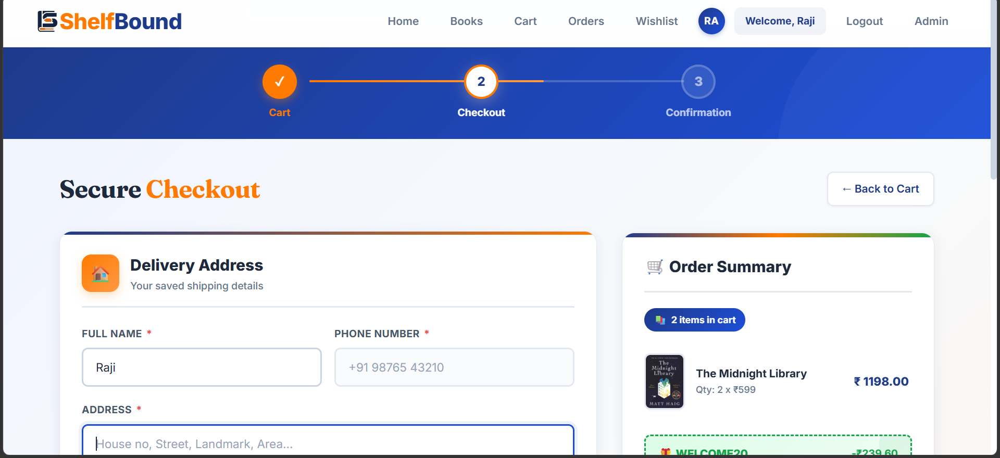 ShelfBound
Home Books Cart Orders Wishlist RA Welcome, Raji Logout Admin
✓ 2 3
Cart Checkout Confirmation
Secure Checkout
← Back to Cart
Delivery Address
Your saved shipping details
FULL NAME * PHONE NUMBER *
Raji +91 98765 43210
ADDRESS *
House no, Street, Landmark, Area...
Order Summary
2 items in cart
The
Midnight
Library
MATT HAIG
The Midnight Library
Qty: 2 x ₹599
₹ 1198.00
WELCOME20 -₹239.60